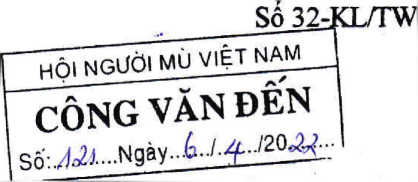 Số 32-KL/TW
HỘI NGƯỜI MÙ VIỆT NAM
CÔNG VĂN ĐẾN
Số:.121....Ngày...6../..4.../2022...